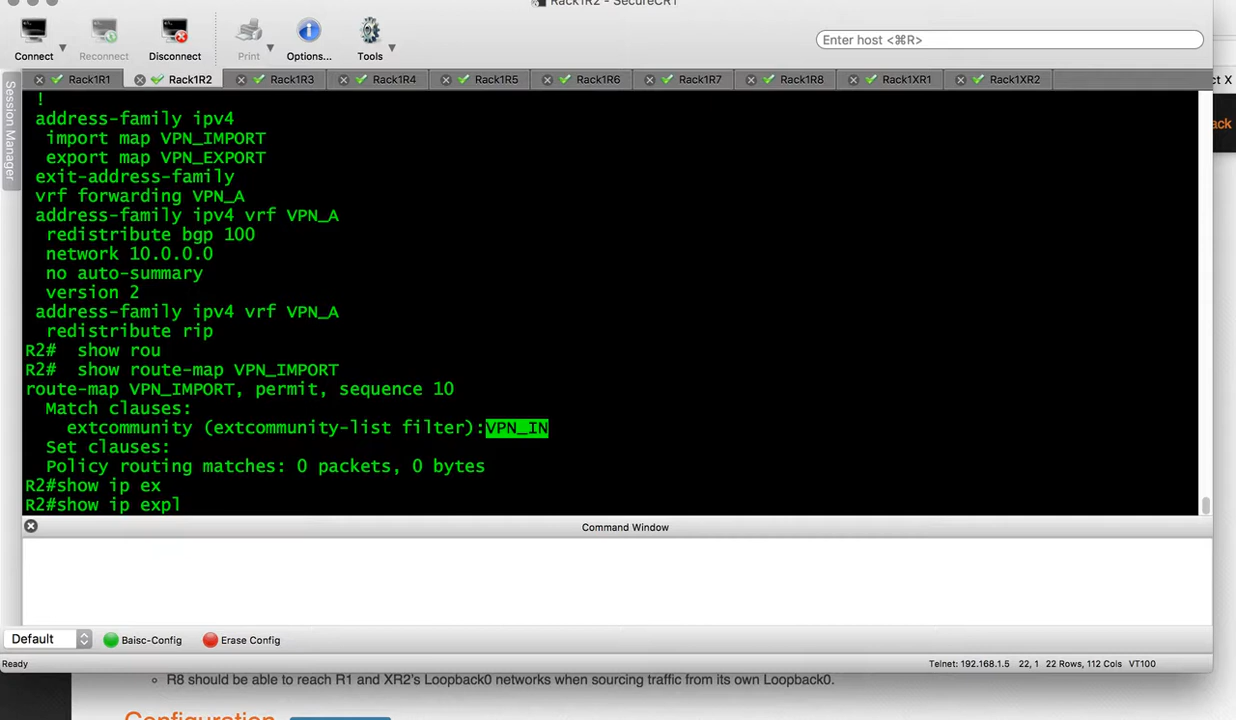 Rack1R2 - SecureCRT
Connect
Reconnect
Disconnect
Print
Options...
Tools
Enter host <⌘R>
Session Manager
Rack1R1
Rack1R2
Rack1R3
Rack1R4
Rack1R5
Rack1R6
Rack1R7
Rack1R8
Rack1XR1
Rack1XR2
ct X
ack
!
address-family ipv4
import map VPN_IMPORT
export map VPN_EXPORT
exit-address-family
vrf forwarding VPN_A
address-family ipv4 vrf VPN_A
redistribute bgp 100
network 10.0.0.0
no auto-summary
version 2
address-family ipv4 vrf VPN_A
redistribute rip
R2#  show rou
R2#  show route-map VPN_IMPORT
route-map VPN_IMPORT, permit, sequence 10
Match clauses:
extcommunity (extcommunity-list filter):VPN_IN
Set clauses:
Policy routing matches: 0 packets, 0 bytes
R2#show ip ex
R2#show ip expl
Command Window
Default
Baisc-Config
Erase Config
Ready
Telnet: 192.168.1.5  22, 1  22 Rows, 112 Cols  VT100
R8 should be able to reach R1 and XR2's Loopback0 networks when sourcing traffic from its own Loopback0.
Configuration